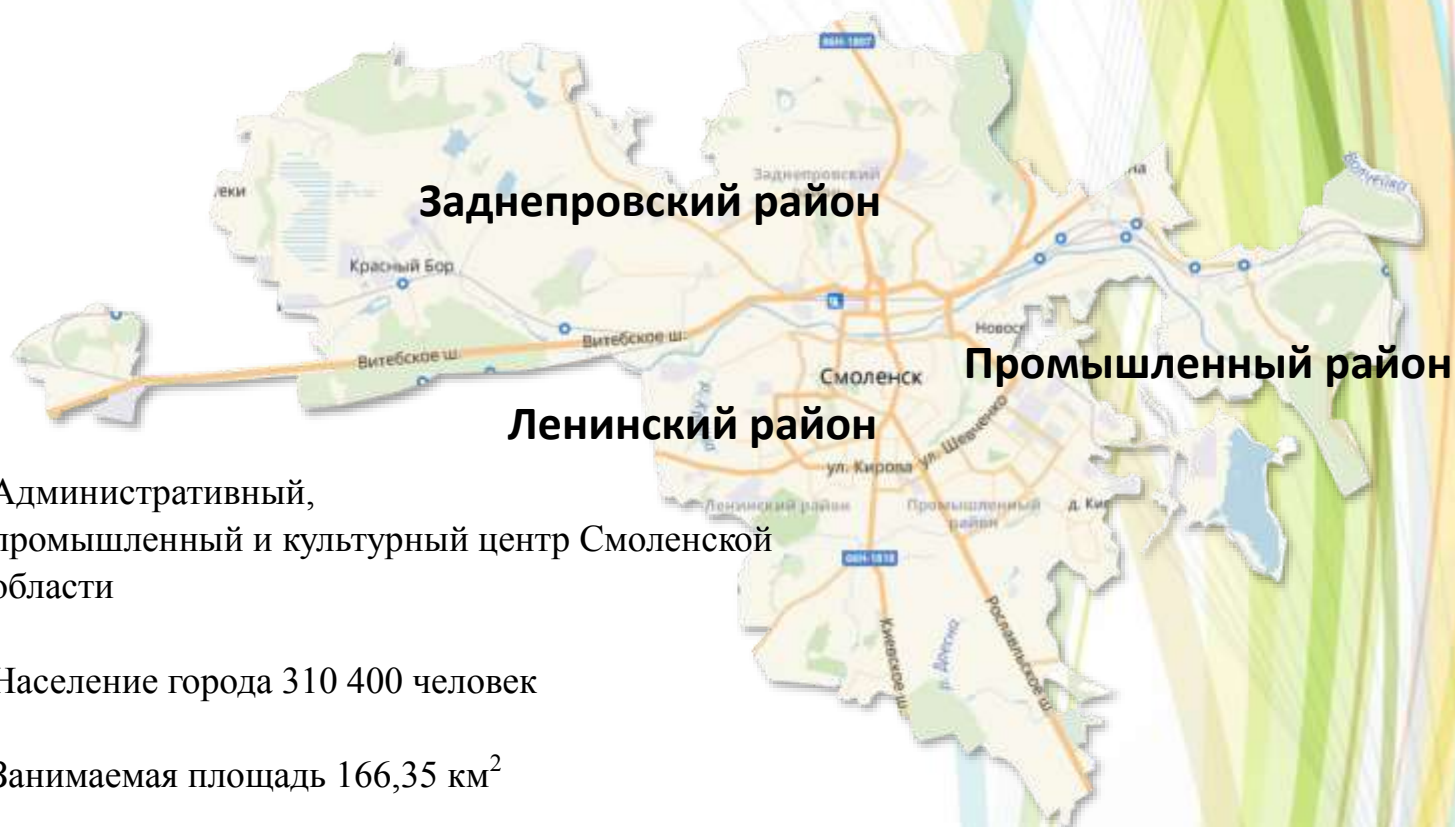 86Н-1807
Заднепровский
Заднепровский район
Красный Бор
Витебское ш.
Витебское ш.
Смоленск
Промышленный район
Ленинский район
ул. Шевченко
ул. Кирова
Ленинский район
Промышленный
район
Административный,
промышленный и культурный центр Смоленской
области
Население города 310 400 человек
Киевское ш.
Рославльское ш.
Занимаемая площадь 166,35 км²